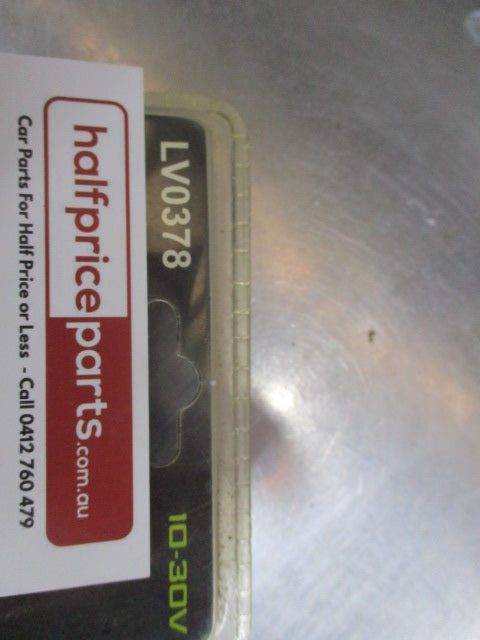 LV0378
10-30V
halfpriceparts.com.au
Car Parts For Half Price or Less - Call 0412 760 479